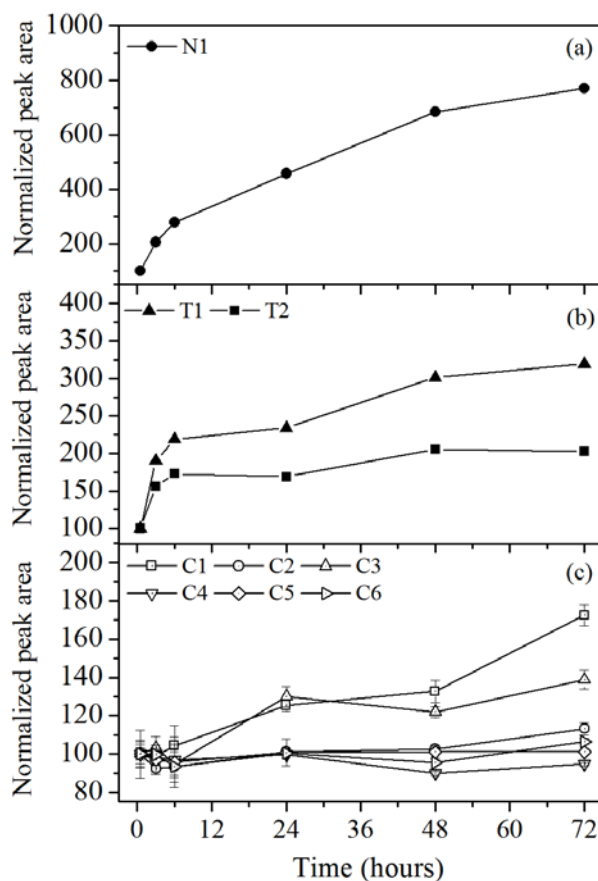 1000
N1
(a)
800
600
400
200
Normalized peak area
400
T1 T2
(b)
350
300
250
200
150
100
Normalized peak area
200
C1 C2 C3
(c)
180
C4 C5 C6
160
140
120
100
80
Normalized peak area
0 12 24 36 48 60 72
Time (hours)